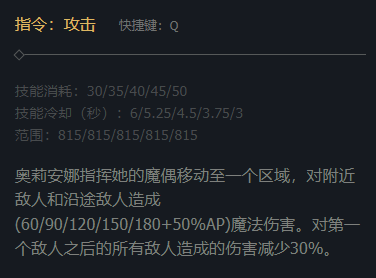 指令：攻击 快捷键：Q
技能消耗：30/35/40/45/50
技能冷却（秒）：6/5.25/4.5/3.75/3
范围：815/815/815/815/815
奥莉安娜指挥她的魔偶移动至一个区域，对附近
敌人和沿途敌人造成
(60/90/120/150/180+50%AP)魔法伤害。对第一
个敌人之后的所有敌人造成的伤害减少30%。